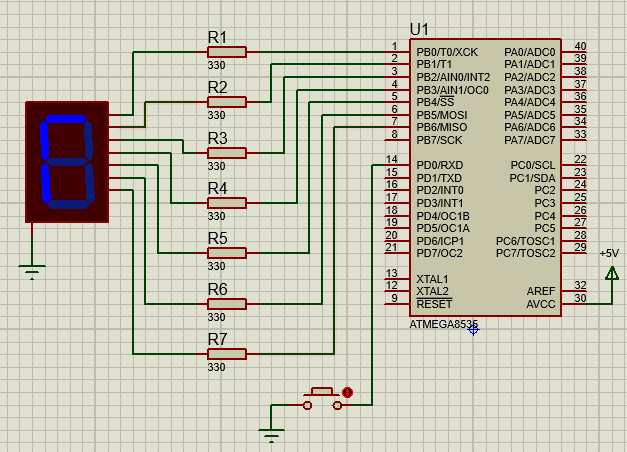 U1
R1
330
R2
330
R3
330
R4
330
R5
330
R6
330
R7
330
1 PB0/T0/XCK PA0/ADC0 40
2 PB1/T1 PA1/ADC1 39
3 PB2/AIN0/INT2 PA2/ADC2 38
4 PB3/AIN1/OC0 PA3/ADC3 37
5 PB4/SS PA4/ADC4 36
6 PB5/MOSI PA5/ADC5 35
7 PB6/MISO PA6/ADC6 34
8 PB7/SCK PA7/ADC7 33
14 PD0/RXD PC0/SCL 22
15 PD1/TXD PC1/SDA 23
16 PD2/INT0 PC2 24
17 PD3/INT1 PC3 25
18 PD4/OC1B PC4 26
19 PD5/OC1A PC5 27
20 PD6/ICP1 PC6/TOSC1 28
21 PD7/OC2 PC7/TOSC2 29
13 XTAL1
12 XTAL2 AREF 32
9 RESET AVCC 30
ATMEGA8535
+5V